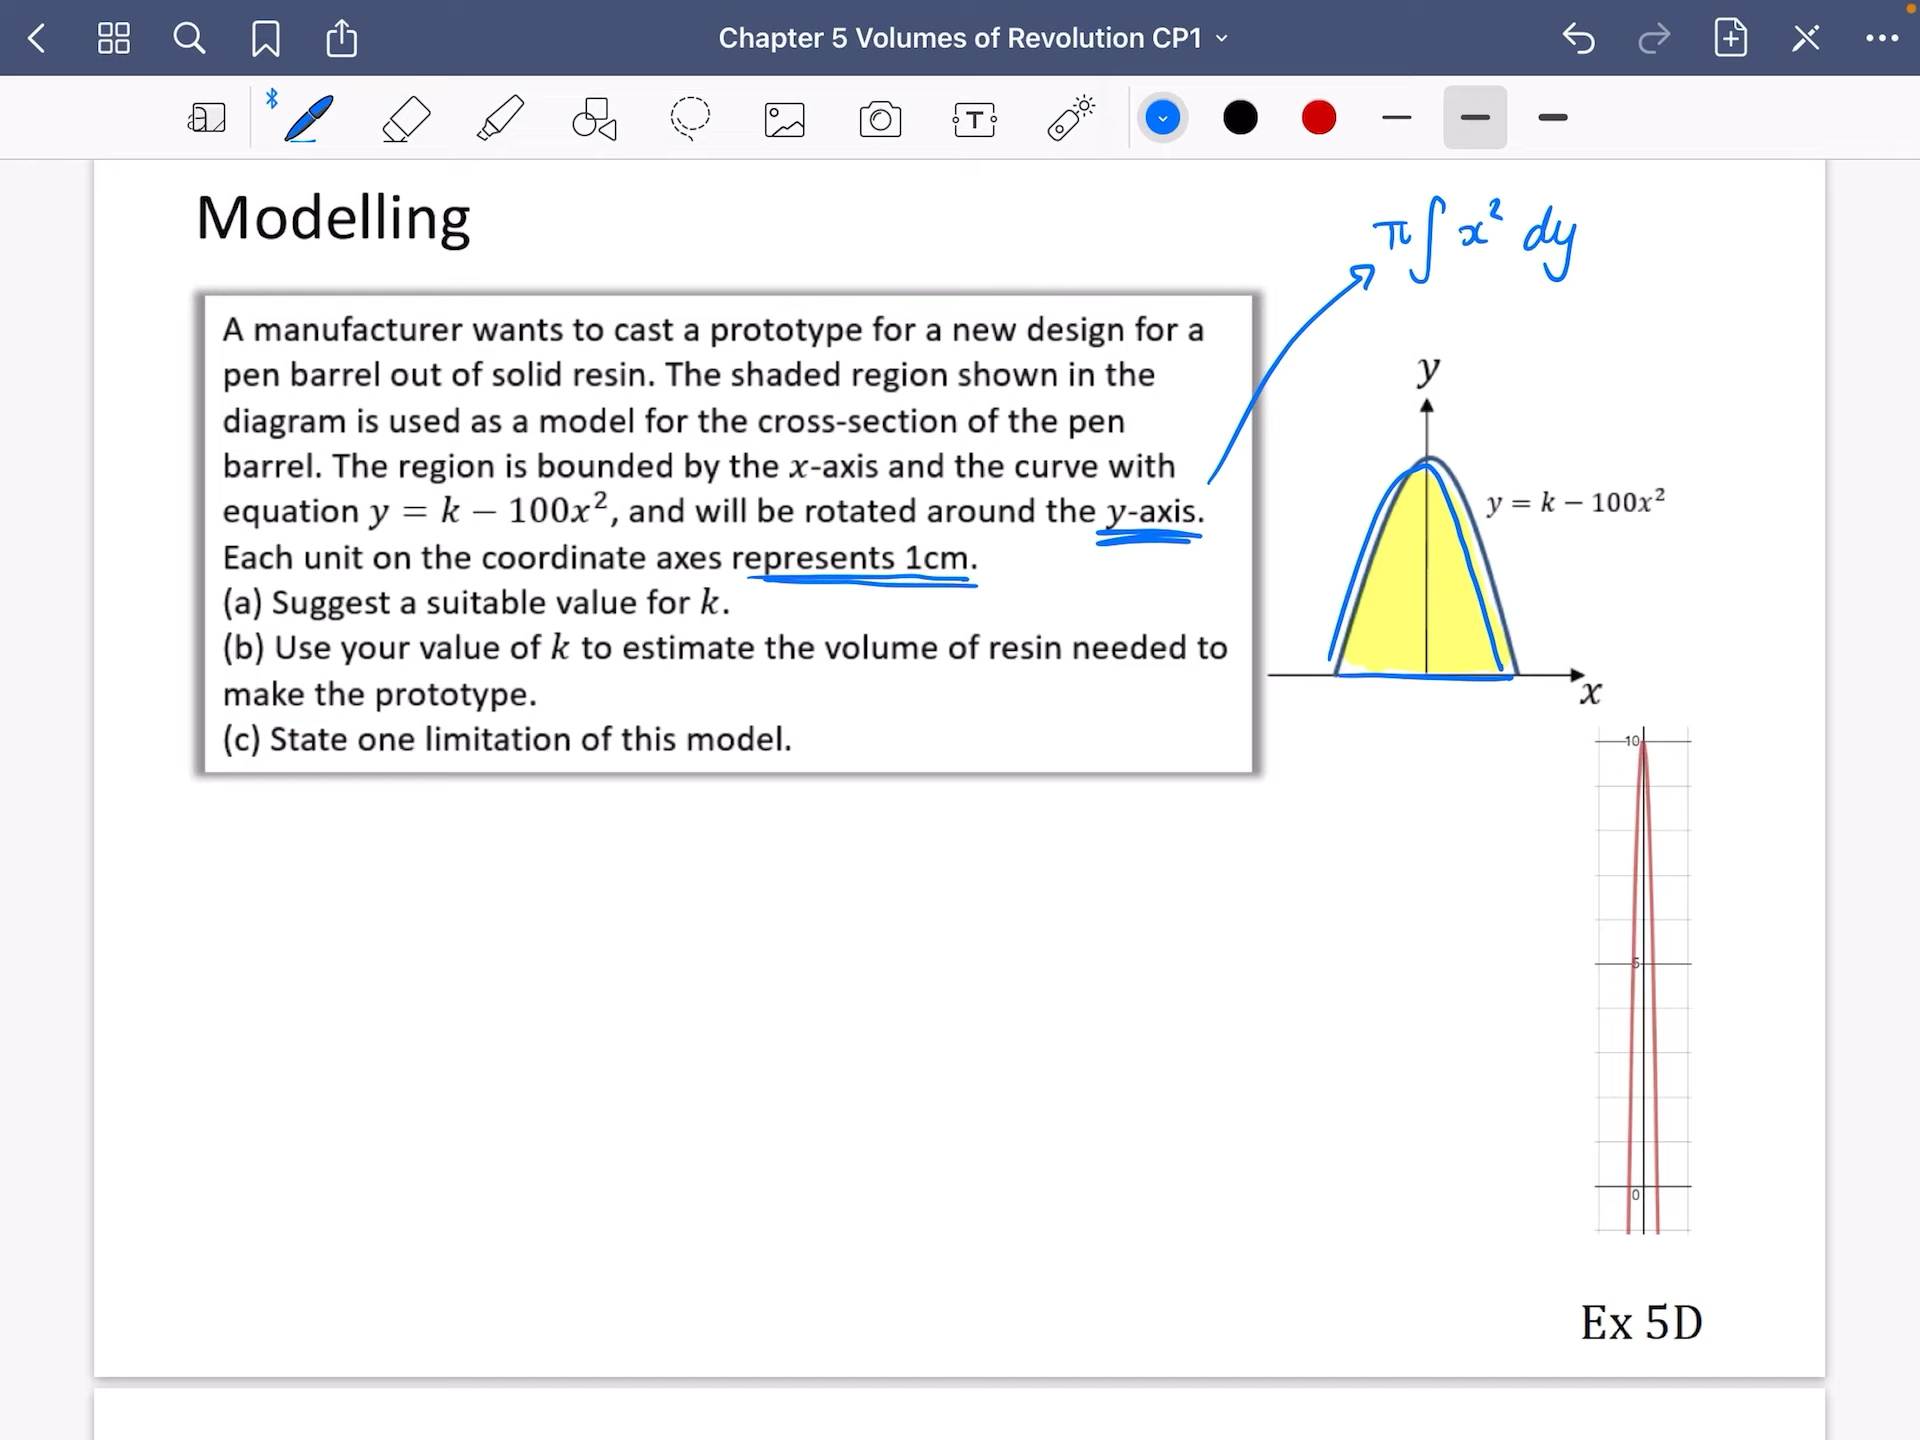 Chapter 5 Volumes of Revolution CP1
a
T
Modelling
π∫ x² dy
A manufacturer wants to cast a prototype for a new design for a
pen barrel out of solid resin. The shaded region shown in the
diagram is used as a model for the cross-section of the pen
barrel. The region is bounded by the x-axis and the curve with
equation y = k − 100x², and will be rotated around the y-axis.
Each unit on the coordinate axes represents 1cm.
(a) Suggest a suitable value for k.
(b) Use your value of k to estimate the volume of resin needed to
make the prototype.
(c) State one limitation of this model.
y
y = k − 100x²
x
10
5
0
Ex 5D